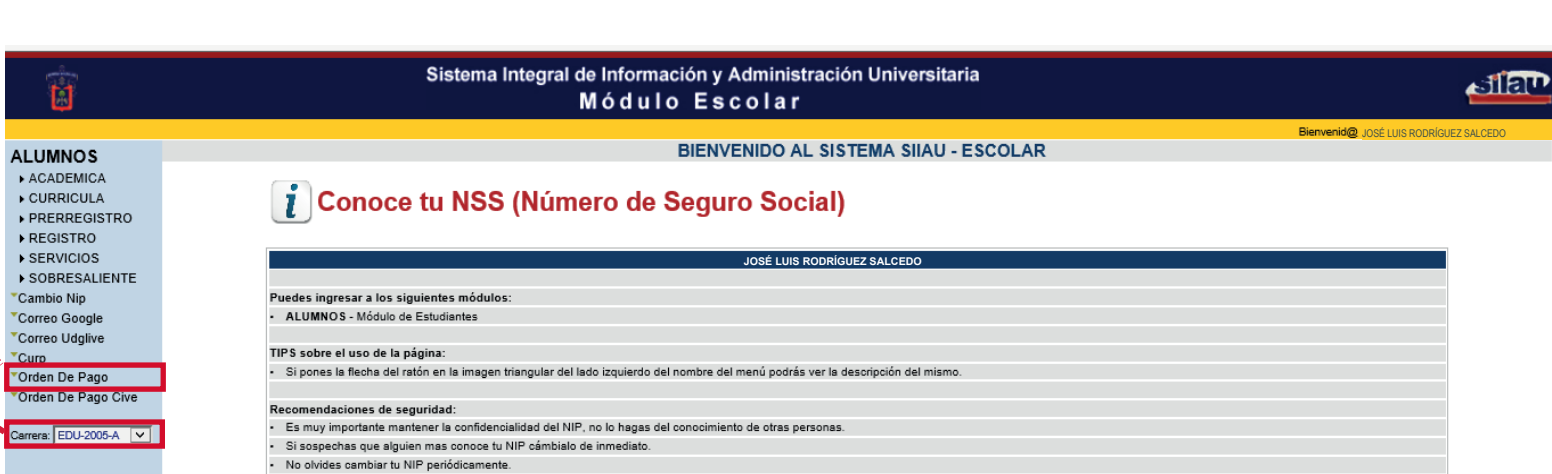 Sistema Integral de Información y Administración Universitaria
Módulo Escolar
siiau
Bienvenid@ JOSÉ LUIS RODRÍGUEZ SALCEDO
ALUMNOS
ACADEMICA
CURRICULA
PRERREGISTRO
REGISTRO
SERVICIOS
SOBRESALIENTE
Cambio Nip
Correo Google
Correo Udglive
Curp
Orden De Pago
Orden De Pago Cive
Carrera: EDU-2005-A
BIENVENIDO AL SISTEMA SIIAU - ESCOLAR
i Conoce tu NSS (Número de Seguro Social)
JOSÉ LUIS RODRÍGUEZ SALCEDO
Puedes ingresar a los siguientes módulos:
• ALUMNOS - Módulo de Estudiantes
TIPS sobre el uso de la página:
• Si pones la flecha del ratón en la imagen triangular del lado izquierdo del nombre del menú podrás ver la descripción del mismo.
Recomendaciones de seguridad:
• Es muy importante mantener la confidencialidad del NIP, no lo hagas del conocimiento de otras personas.
• Si sospechas que alguien mas conoce tu NIP cámbialo de inmediato.
• No olvides cambiar tu NIP periódicamente.